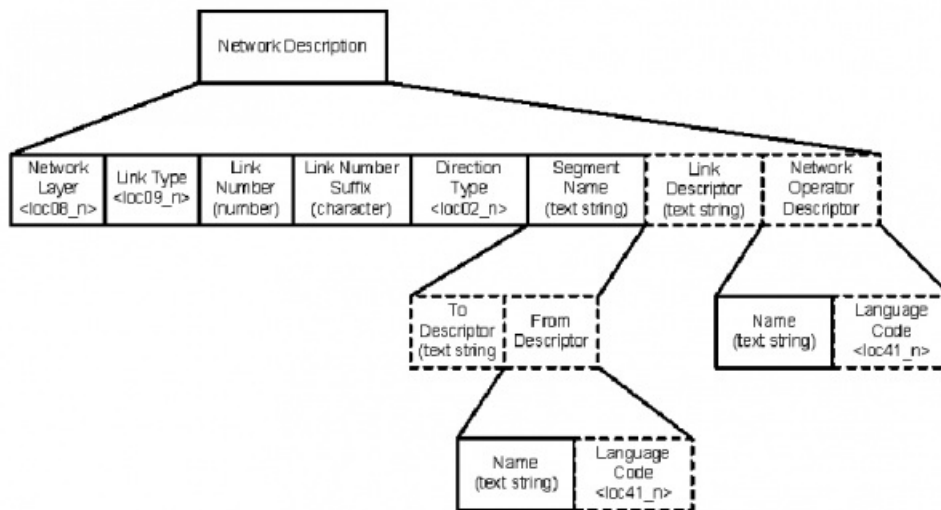 Network Description
Network
Layer
<loc08_n)
Link Type
<loc09_n>
Link
Number
(number)
Link Number
Suffix
(character)
Direction
Type
<loc02_n>
Segment
Name
(text string)
Link
Descriptor
(text string)
Network
Operator
Descriptor
To
Descriptor
(text string
From
Descriptor
Name
(text string)
Language
Code
<loc41_n)
Name
(text string)
Language
Code
<loc41_n)